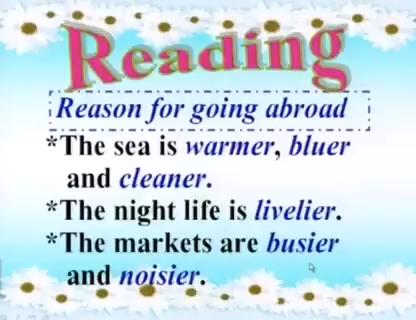 Reading
Reason for going abroad
*The sea is warmer, bluer
and cleaner.
*The night life is livelier.
*The markets are busier
and noisier.